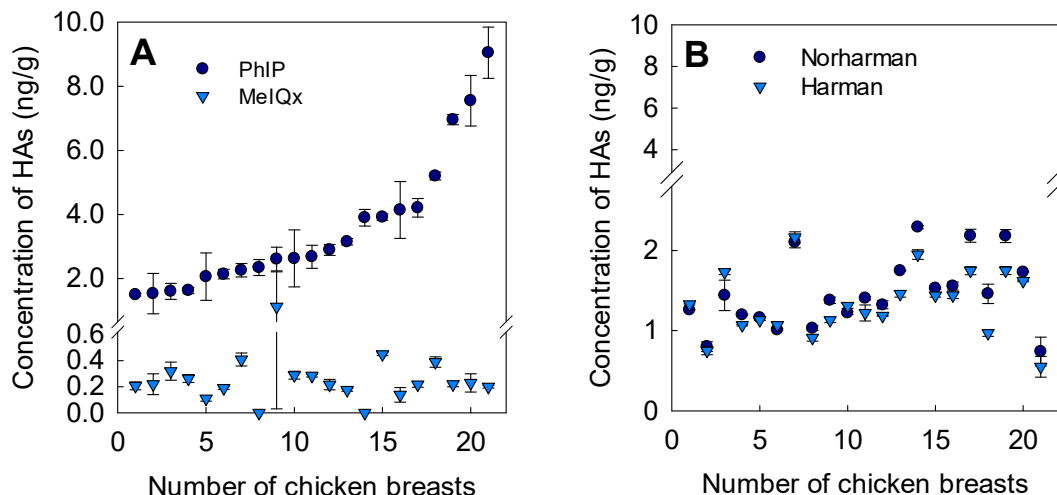 A
PhIP
MeIQx
Concentration of HAs (ng/g)
10.0
8.0
6.0
4.0
2.0
0.6
0.4
0.2
0.0
0 5 10 15 20
Number of chicken breasts
B
Norharman
Harman
Concentration of HAs (ng/g)
10
8
6
4
2
1
0
0 5 10 15 20
Number of chicken breasts